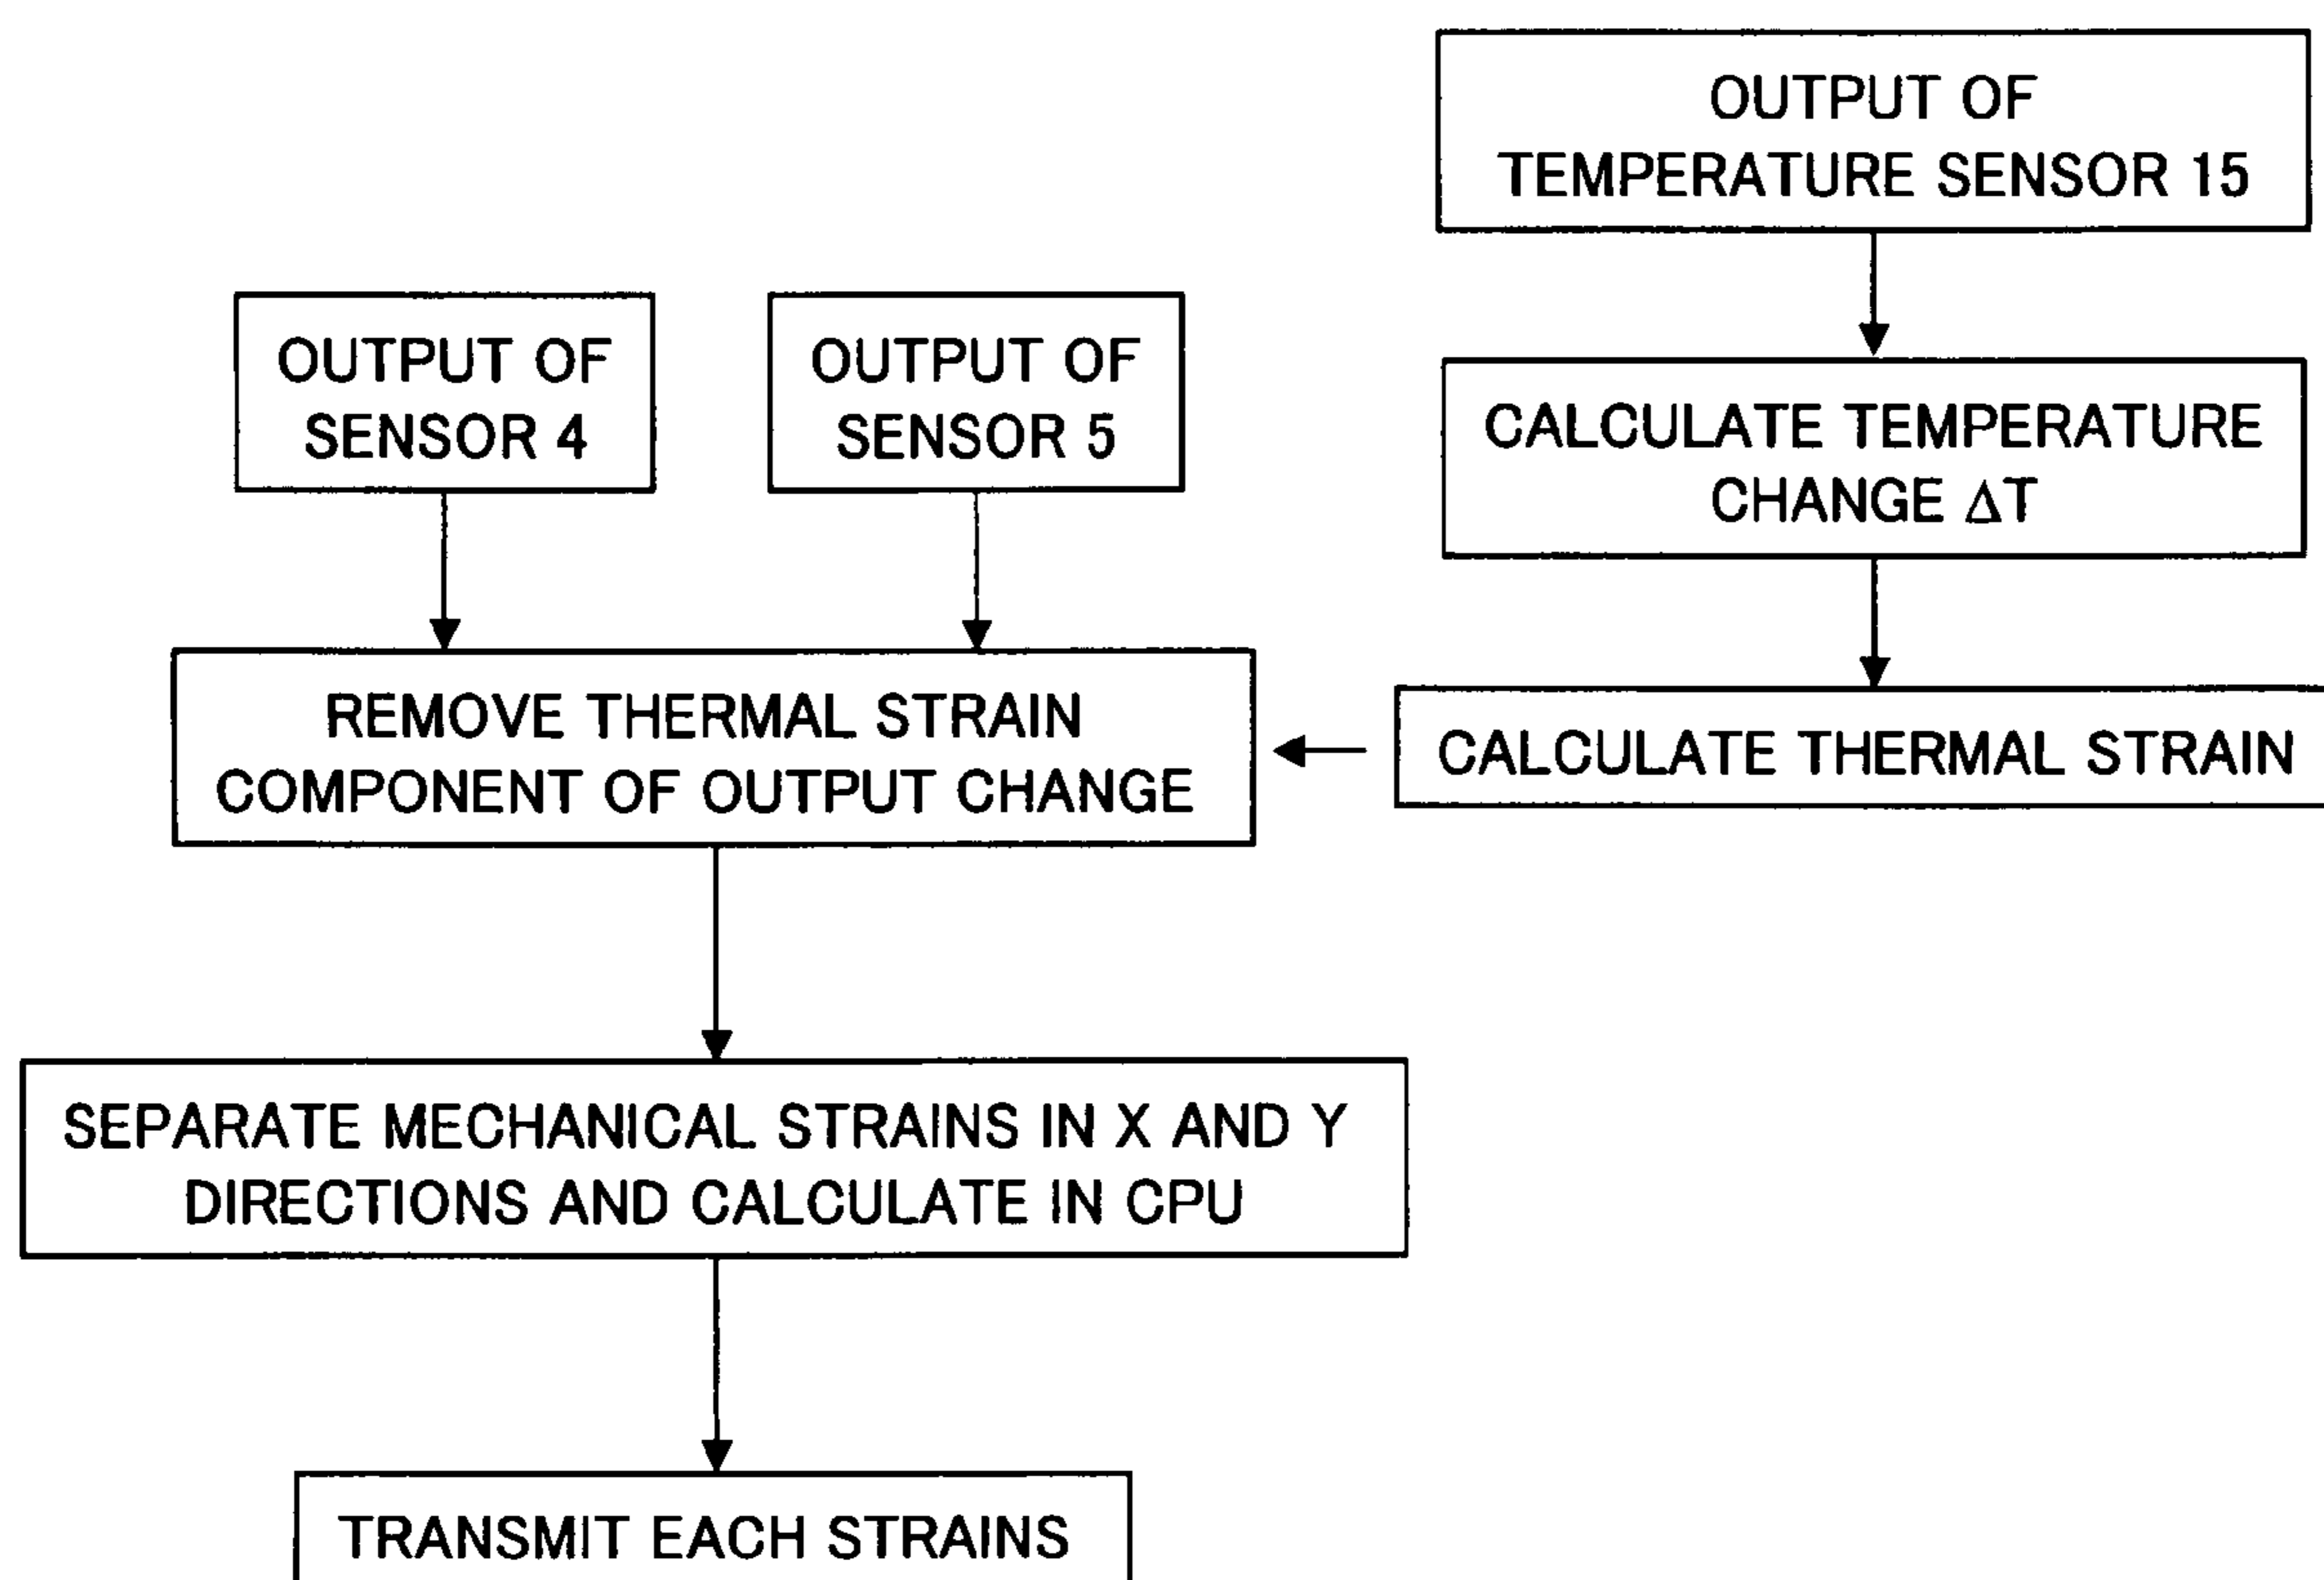 OUTPUT OF
TEMPERATURE SENSOR 15
OUTPUT OF
SENSOR 4
OUTPUT OF
SENSOR 5
CALCULATE TEMPERATURE
CHANGE ΔT
REMOVE THERMAL STRAIN
COMPONENT OF OUTPUT CHANGE
CALCULATE THERMAL STRAIN
SEPARATE MECHANICAL STRAINS IN X AND Y
DIRECTIONS AND CALCULATE IN CPU
TRANSMIT EACH STRAINS